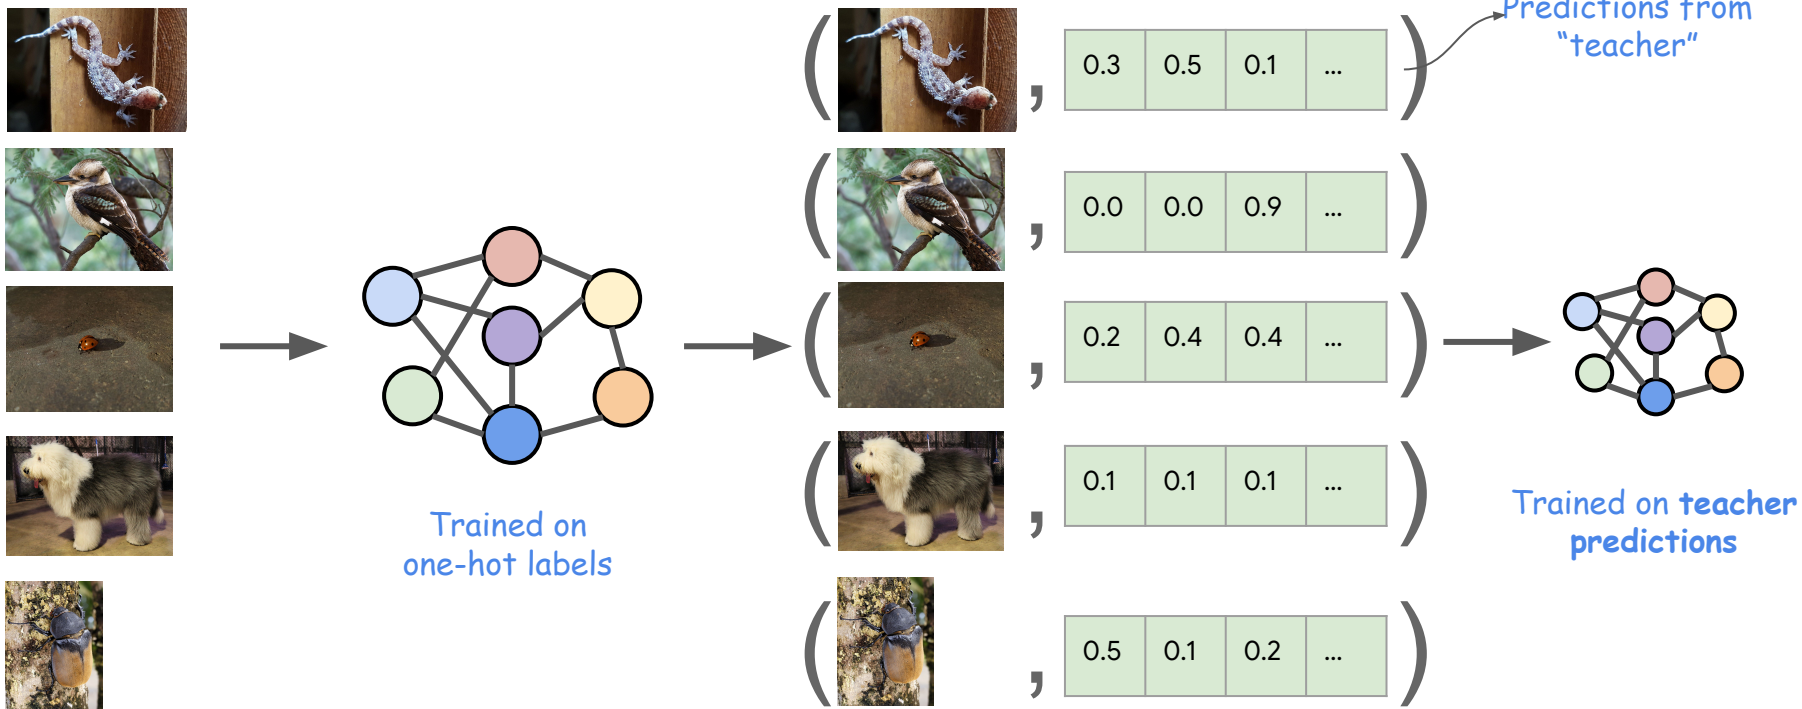 Predictions from
“teacher”
( , 0.3 0.5 0.1 ... )
( , 0.0 0.0 0.9 ... )
( , 0.2 0.4 0.4 ... )
( , 0.1 0.1 0.1 ... )
( , 0.5 0.1 0.2 ... )
Trained on
one-hot labels
Trained on teacher
predictions